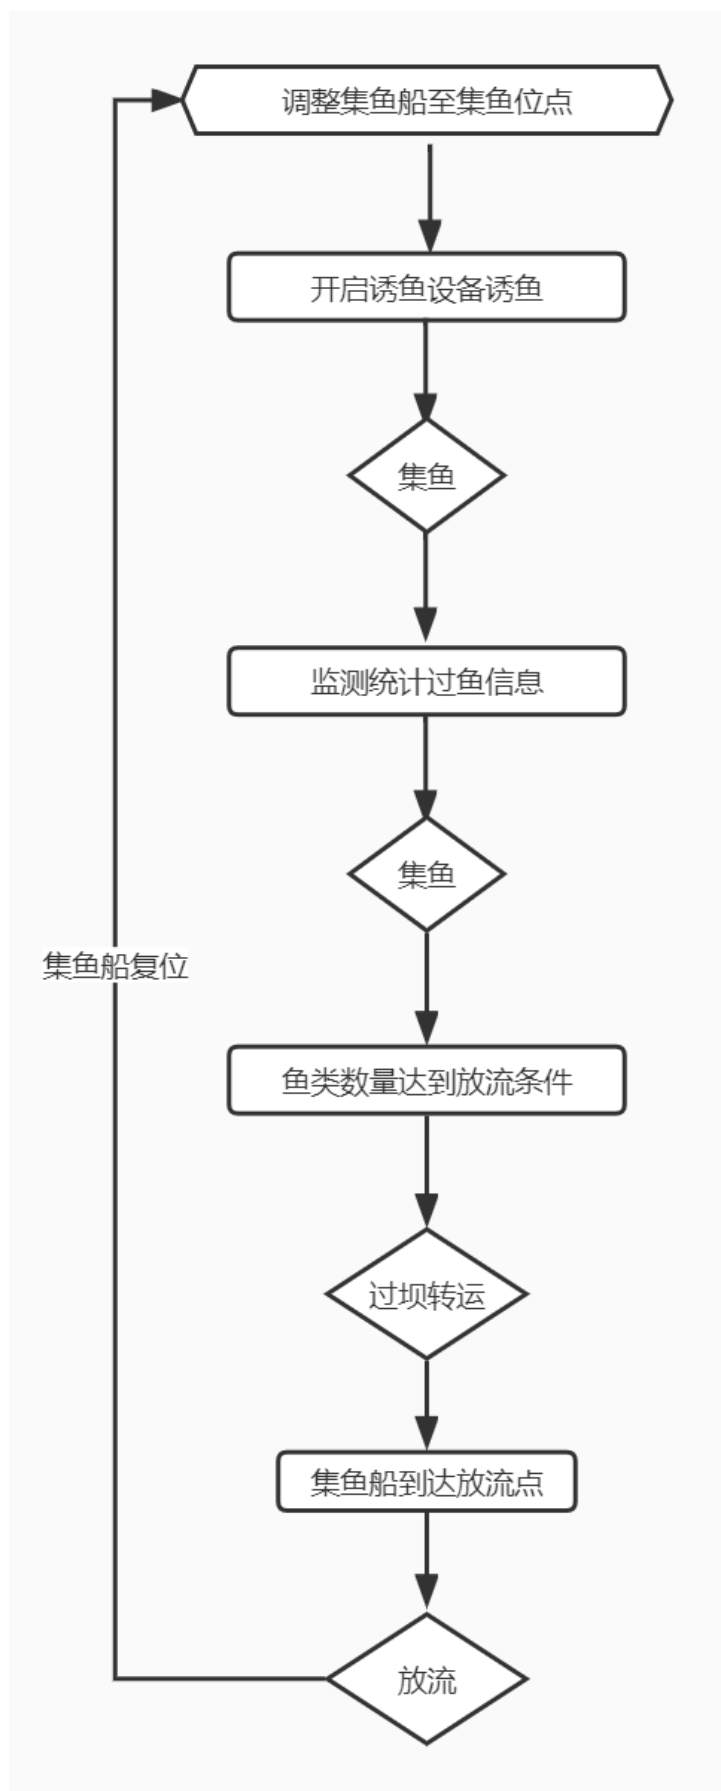 调整集鱼船至集鱼位点
开启诱鱼设备诱鱼
集鱼
监测统计过鱼信息
集鱼
集鱼船复位
鱼类数量达到放流条件
过坝转运
集鱼船到达放流点
放流